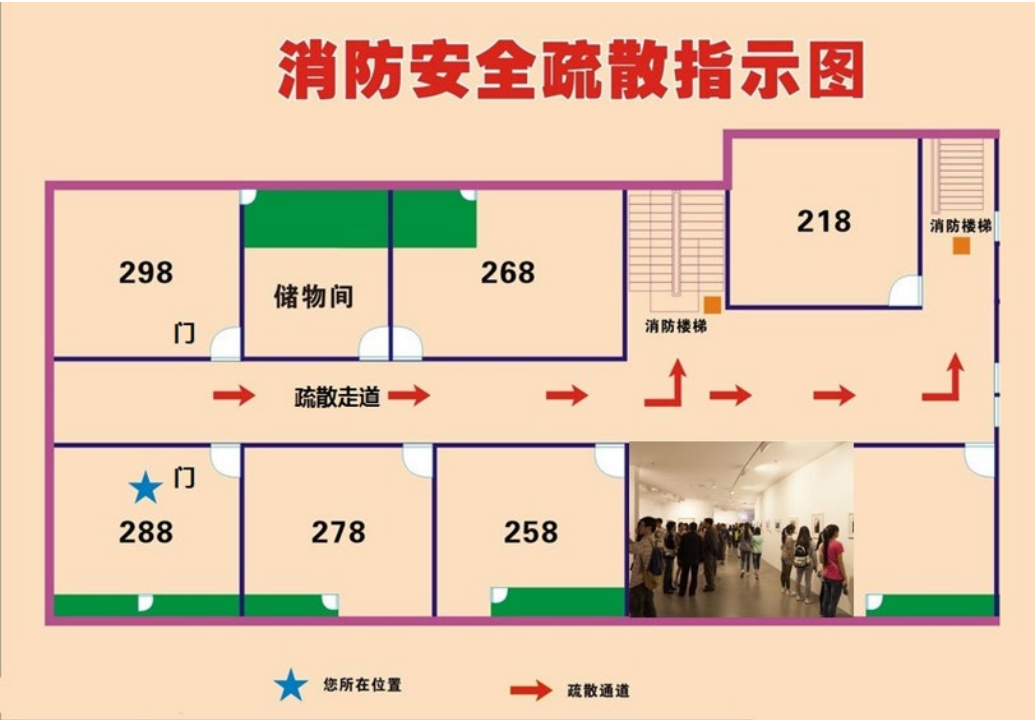 消防安全疏散指示图
218
消防楼梯
298
储物间
268
门
消防楼梯
疏散走道
门
288
278
258
您所在位置
疏散通道